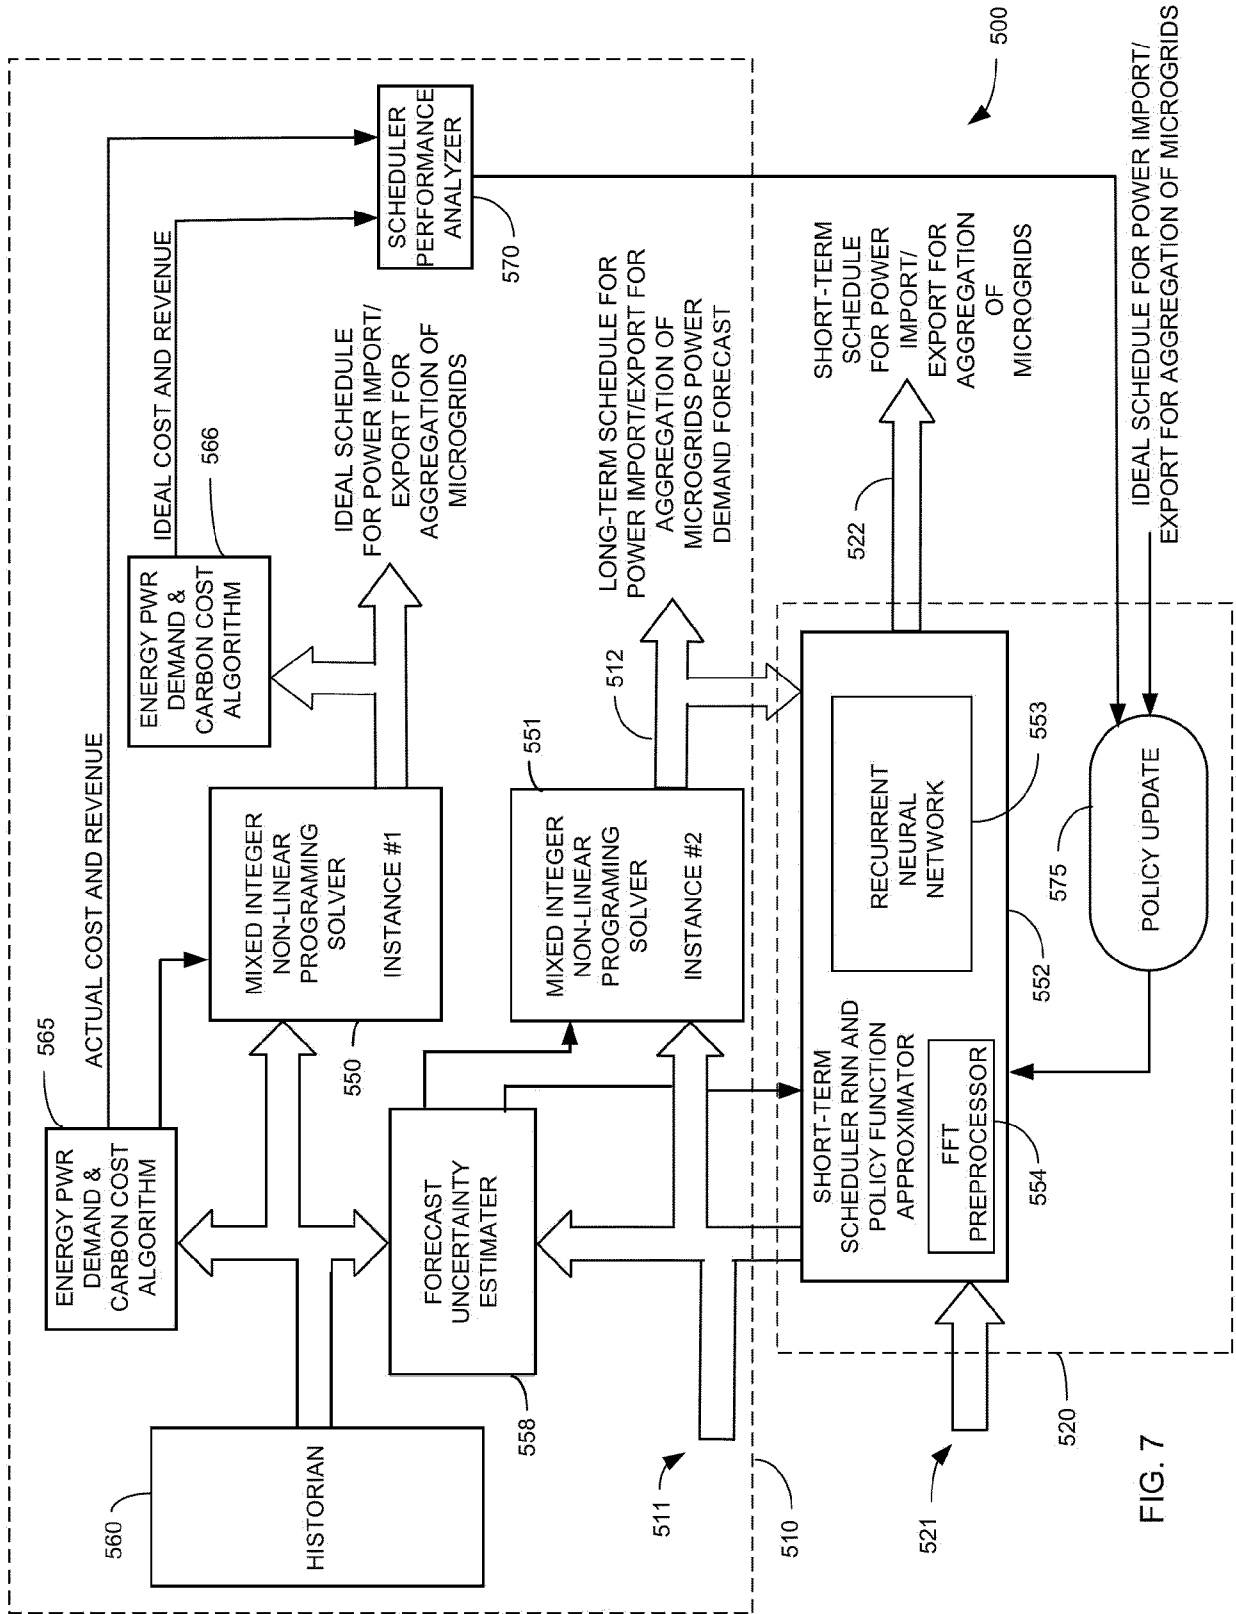 560
HISTORIAN
565
ENERGY PWR
DEMAND &
CARBON COST
ALGORITHM
ACTUAL COST AND REVENUE
MIXED INTEGER
NON-LINEAR
PROGRAMING
SOLVER
INSTANCE #1
550
ENERGY PWR
DEMAND &
CARBON COST
ALGORITHM
566
IDEAL COST AND REVENUE
IDEAL SCHEDULE
FOR POWER IMPORT/
EXPORT FOR
AGGREGATION OF
MICROGRIDS
SCHEDULER
PERFORMANCE
ANALYZER
570
FORECAST
UNCERTAINTY
ESTIMATER
558
551
MIXED INTEGER
NON-LINEAR
PROGRAMING
SOLVER
INSTANCE #2
512
LONG-TERM SCHEDULE FOR
POWER IMPORT/EXPORT FOR
AGGREGATION OF
MICROGRIDS POWER
DEMAND FORECAST
511
510
SHORT-TERM
SCHEDULER RNN AND
POLICY FUNCTION
APPROXIMATOR
FFT
PREPROCESSOR
554
RECURRENT
NEURAL
NETWORK
553
552
522
SHORT-TERM
SCHEDULE
FOR POWER
IMPORT/
EXPORT FOR
AGGREGATION
OF
MICROGRIDS
500
521
520
575
POLICY UPDATE
IDEAL SCHEDULE FOR POWER IMPORT/
EXPORT FOR AGGREGATION OF MICROGRIDS
FIG. 7